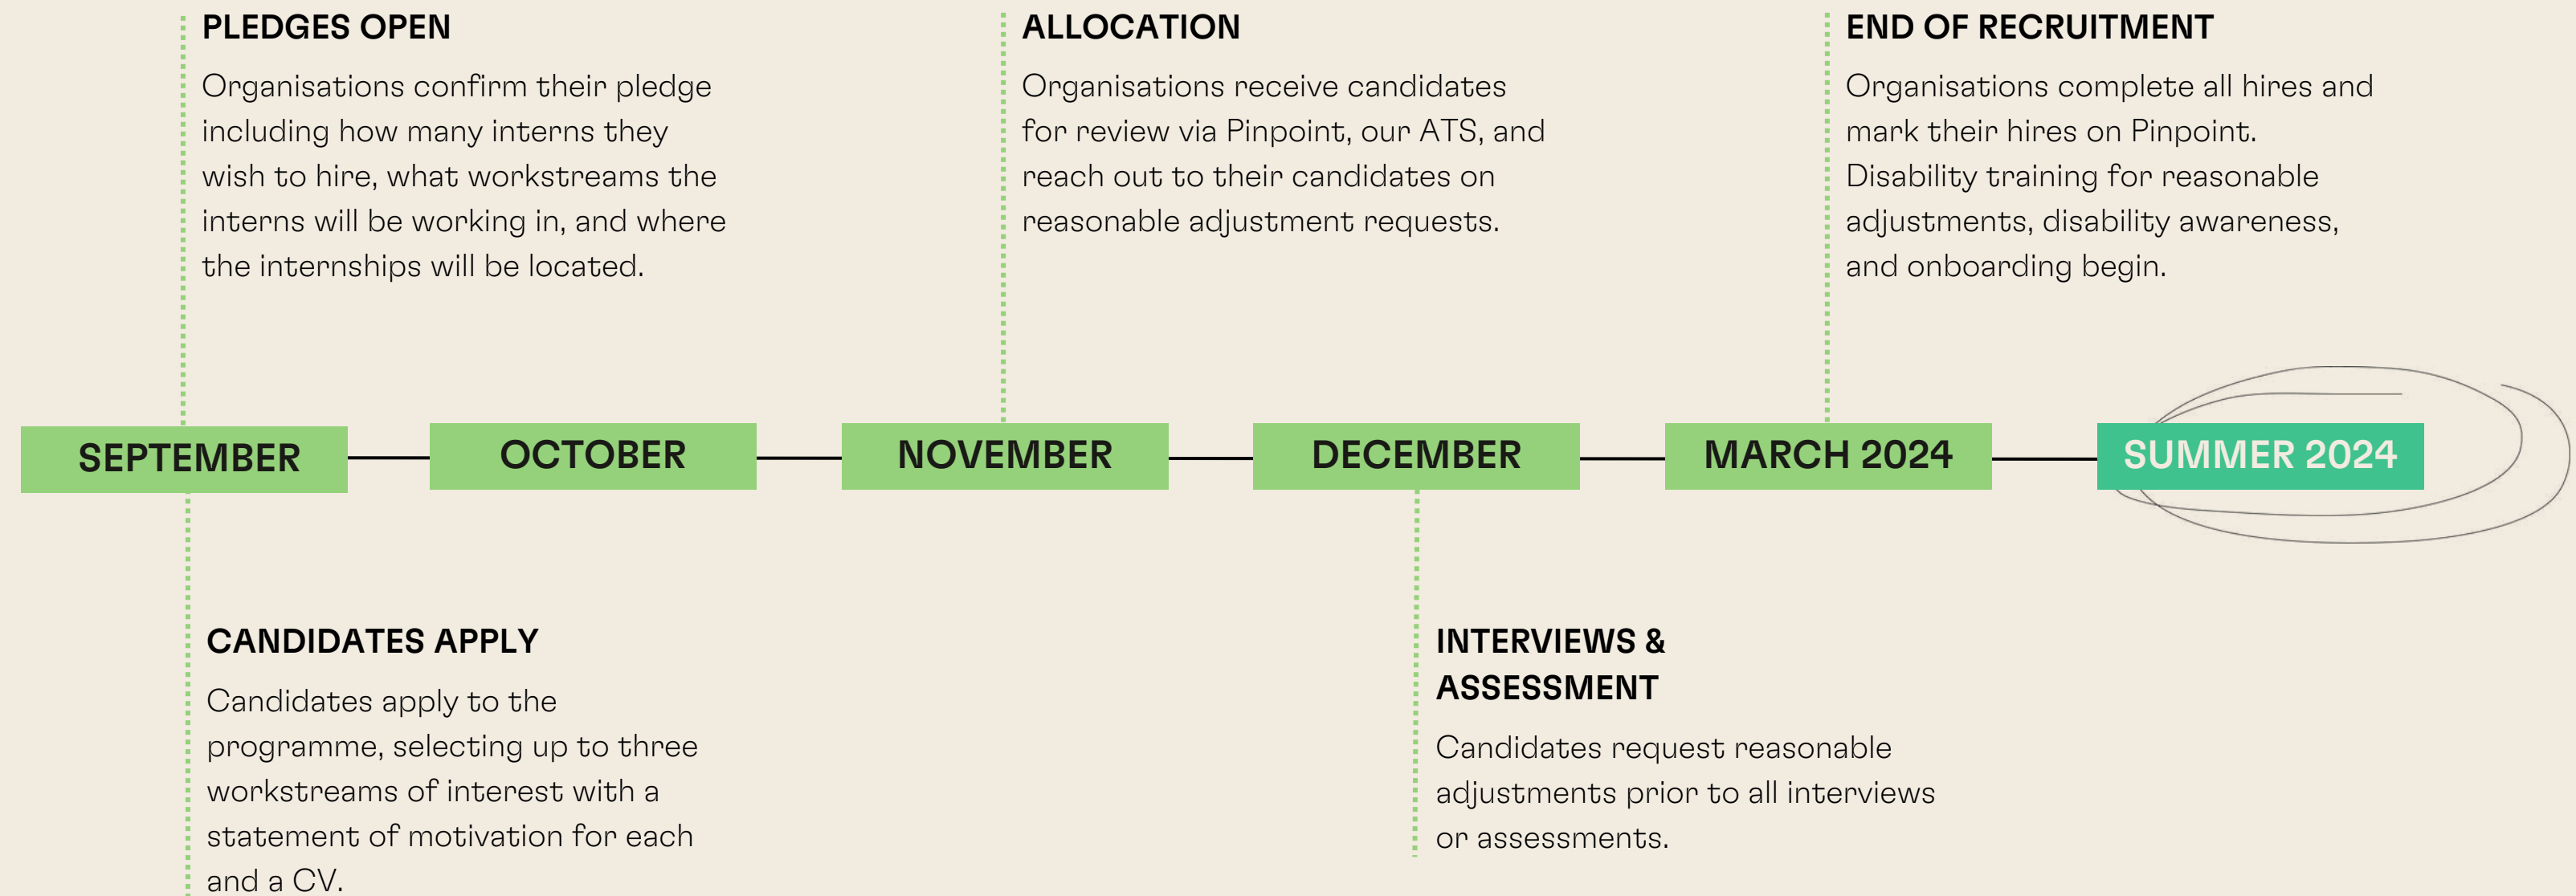 PLEDGES OPEN
Organisations confirm their pledge
including how many interns they
wish to hire, what workstreams the
interns will be working in, and where
the internships will be located.
ALLOCATION
Organisations receive candidates
for review via Pinpoint, our ATS, and
reach out to their candidates on
reasonable adjustment requests.
END OF RECRUITMENT
Organisations complete all hires and
mark their hires on Pinpoint.
Disability training for reasonable
adjustments, disability awareness,
and onboarding begin.
SEPTEMBER
OCTOBER
NOVEMBER
DECEMBER
MARCH 2024
SUMMER 2024
CANDIDATES APPLY
Candidates apply to the
programme, selecting up to three
workstreams of interest with a
statement of motivation for each
and a CV.
INTERVIEWS &
ASSESSMENT
Candidates request reasonable
adjustments prior to all interviews
or assessments.